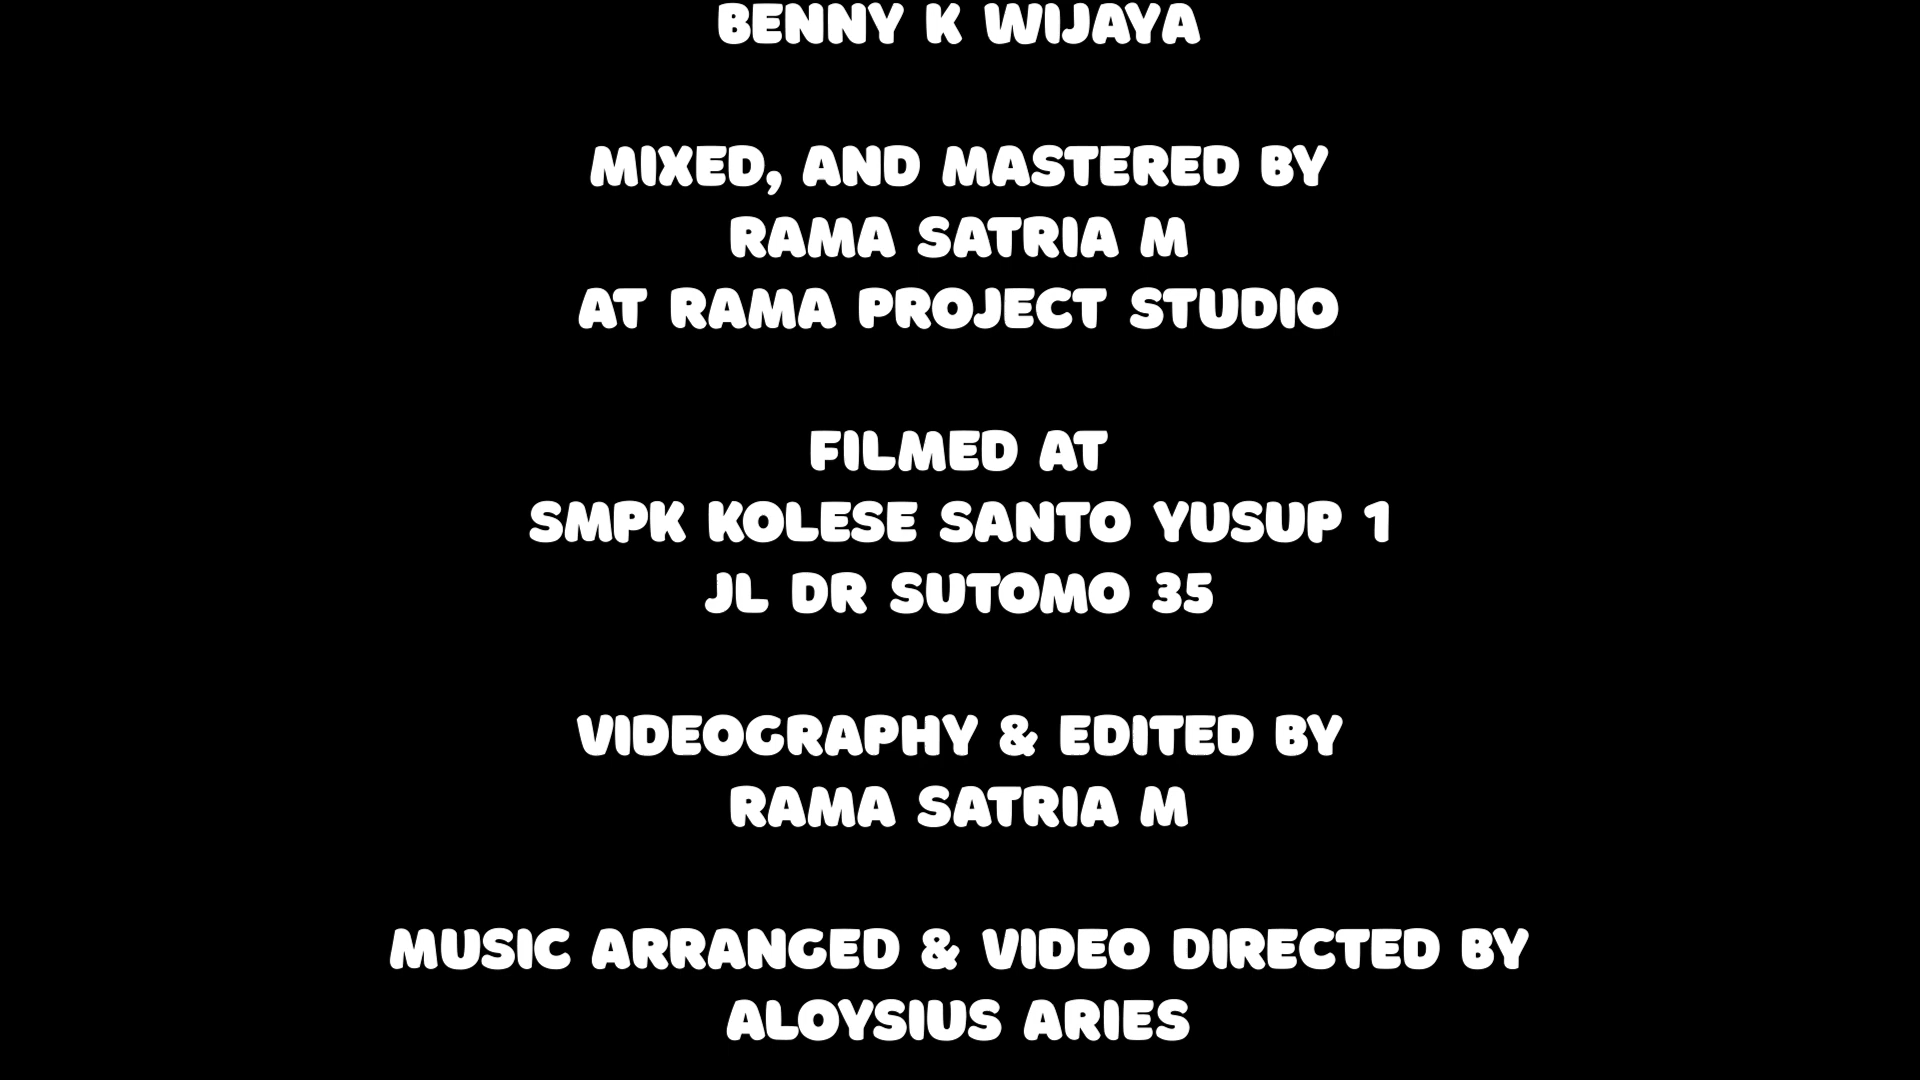 BENNY K WIJAYA
MIXED, AND MASTERED BY
RAMA SATRIA M
AT RAMA PROJECT STUDIO
FILMED AT
SMPK KOLESE SANTO YUSUP 1
JL DR SUTOMO 35
VIDEOGRAPHY & EDITED BY
RAMA SATRIA M
MUSIC ARRANGED & VIDEO DIRECTED BY
ALOYSIUS ARIES